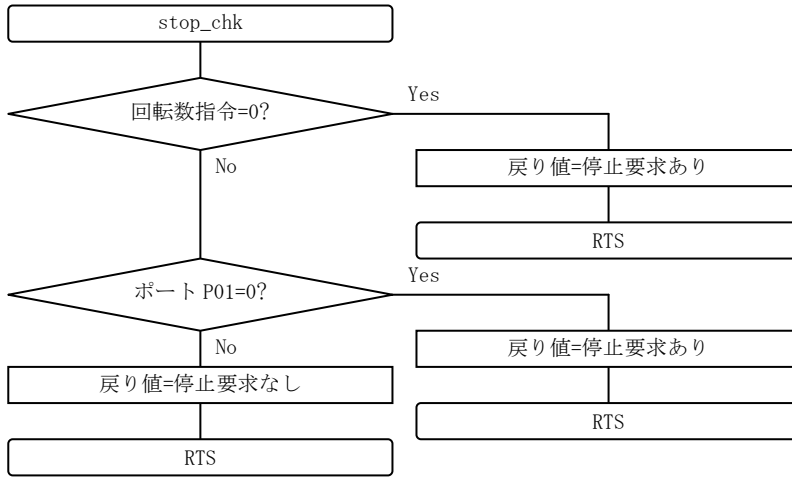 stop_chk
回転数指令=0?
Yes
No
戻り値=停止要求あり
RTS
ポート P01=0?
Yes
No
戻り値=停止要求あり
戻り値=停止要求なし
RTS
RTS